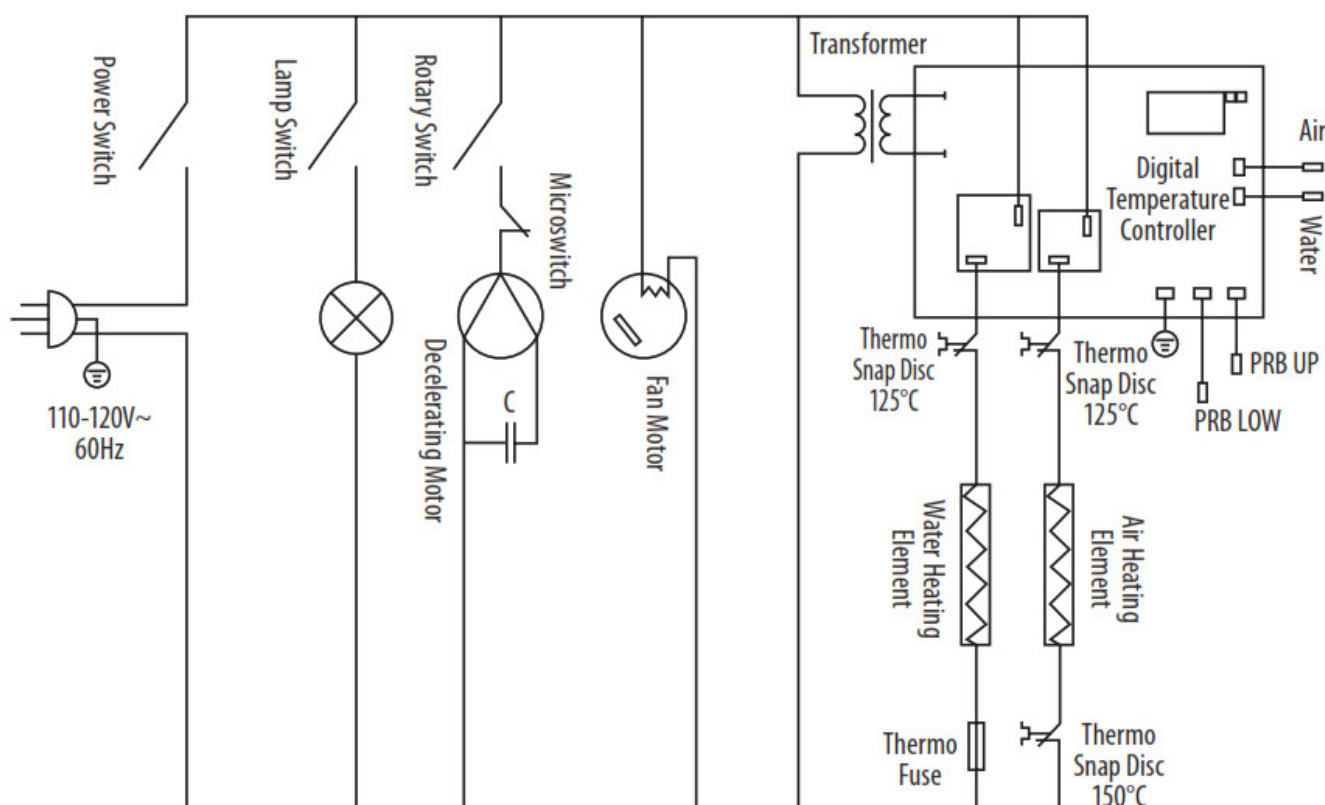 Power Switch
Lamp Switch
Rotary Switch
Microswitch
Transformer
Digital
Temperature
Controller
Air
Water
110-120V~
60Hz
C
Decelerating Motor
Fan Motor
Thermo
Snap Disc
125°C
Thermo
Snap Disc
125°C
PRB UP
PRB LOW
Water Heating
Element
Air Heating
Element
Thermo
Fuse
Thermo
Snap Disc
150°C